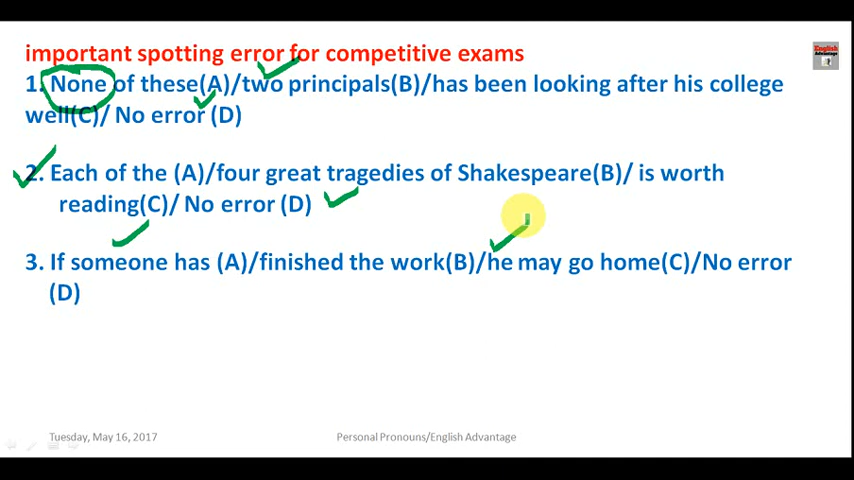 important spotting error for competitive exams
1. None of these(A)/two principals(B)/has been looking after his college
well(C)/ No error (D)
2. Each of the (A)/four great tragedies of Shakespeare(B)/ is worth
reading(C)/ No error (D)
3. If someone has (A)/finished the work(B)/he may go home(C)/No error
(D)
English
Advantage
Tuesday, May 16, 2017
Personal Pronouns/English Advantage